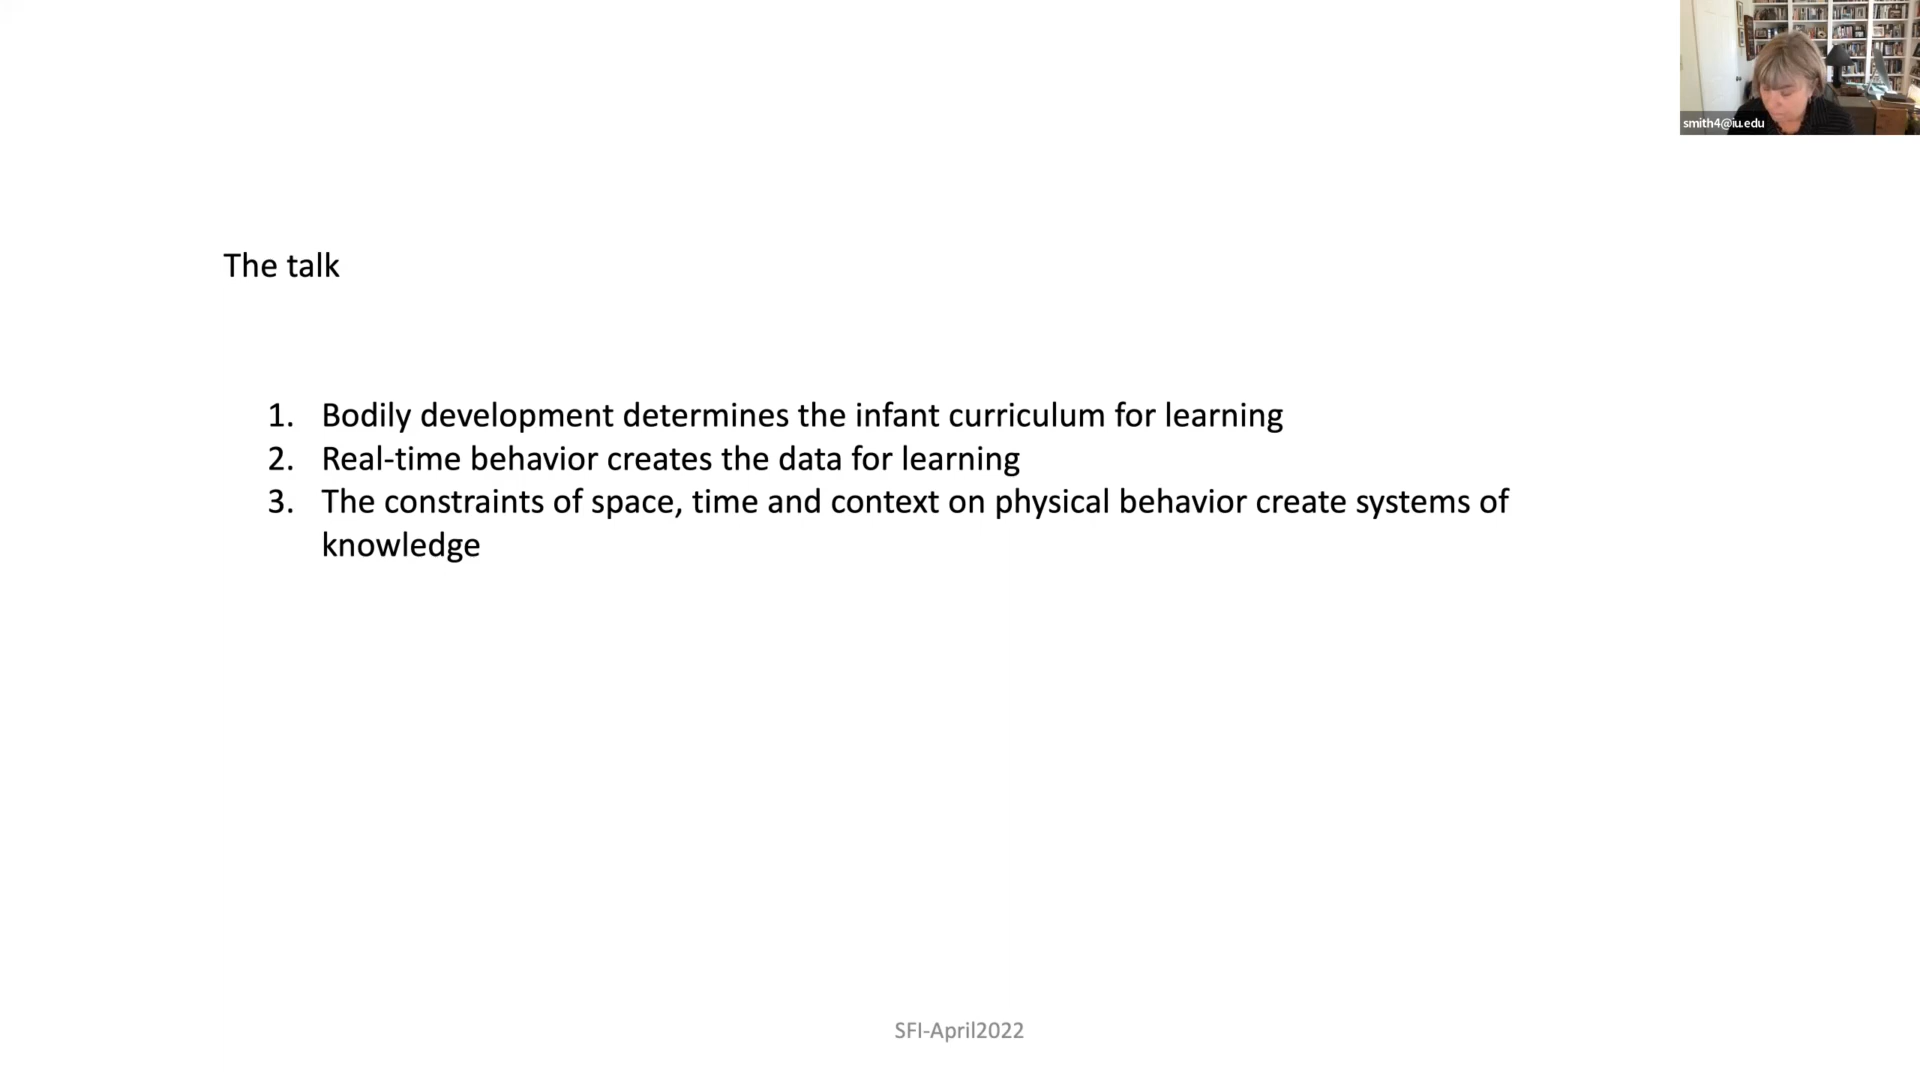 smith4@iu.edu
The talk
1. Bodily development determines the infant curriculum for learning
2. Real-time behavior creates the data for learning
3. The constraints of space, time and context on physical behavior create systems of
knowledge
SFI-April2022